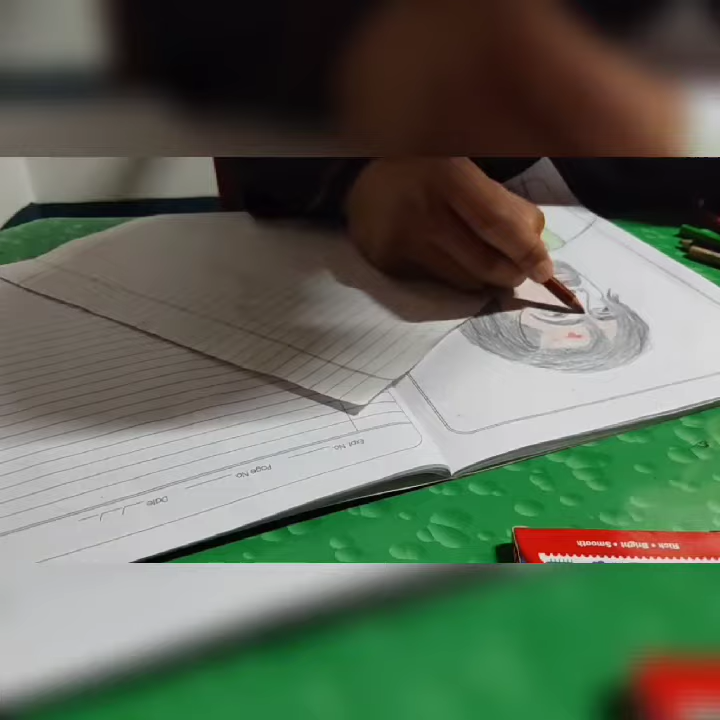 Expt. No.
Page No.
Date
Rich • Bright • Smooth